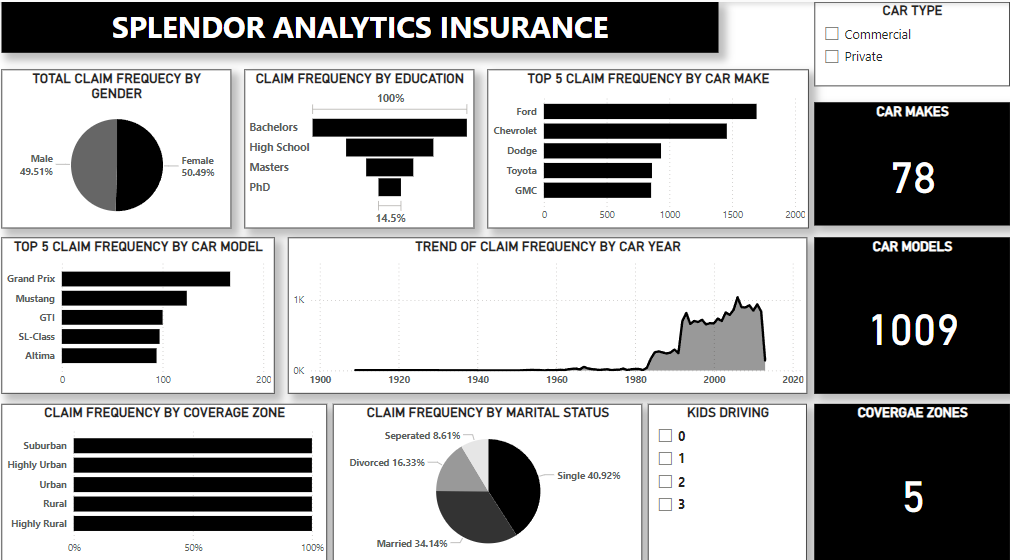 SPLENDOR ANALYTICS INSURANCE
CAR TYPE
Commercial
Private
TOTAL CLAIM FREQUECY BY
GENDER
Male
49.51%
Female
50.49%
CLAIM FREQUENCY BY EDUCATION
100%
Bachelors
High School
Masters
PhD
14.5%
TOP 5 CLAIM FREQUENCY BY CAR MAKE
Ford
Chevrolet
Dodge
Toyota
GMC
0 500 1000 1500 2000
CAR MAKES
78
TOP 5 CLAIM FREQUENCY BY CAR MODEL
Grand Prix
Mustang
GTI
SL-Class
Altima
0 100 200
TREND OF CLAIM FREQUENCY BY CAR YEAR
1K
0K
1900 1920 1940 1960 1980 2000 2020
CAR MODELS
1009
CLAIM FREQUENCY BY COVERAGE ZONE
Suburban
Highly Urban
Urban
Rural
Highly Rural
0% 50% 100%
CLAIM FREQUENCY BY MARITAL STATUS
Seperated 8.61%
Divorced 16.33%
Single 40.92%
Married 34.14%
KIDS DRIVING
0
1
2
3
COVERGAE ZONES
5